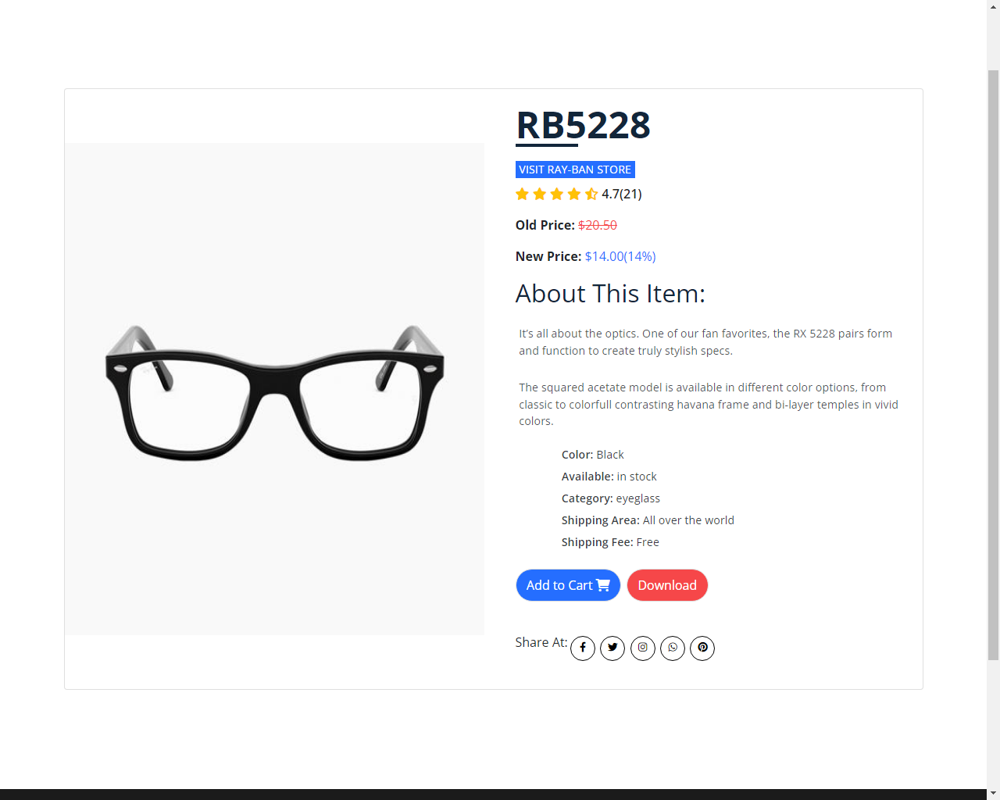 RB5228
VISIT RAY-BAN STORE
4.7(21)
Old Price: $20.50
New Price: $14.00(14%)
About This Item:
It’s all about the optics. One of our fan favorites, the RX 5228 pairs form
and function to create truly stylish specs.
The squared acetate model is available in different color options, from
classic to colorfull contrasting havana frame and bi-layer temples in vivid
colors.
Color: Black
Available: in stock
Category: eyeglass
Shipping Area: All over the world
Shipping Fee: Free
Add to Cart
Download
Share At: